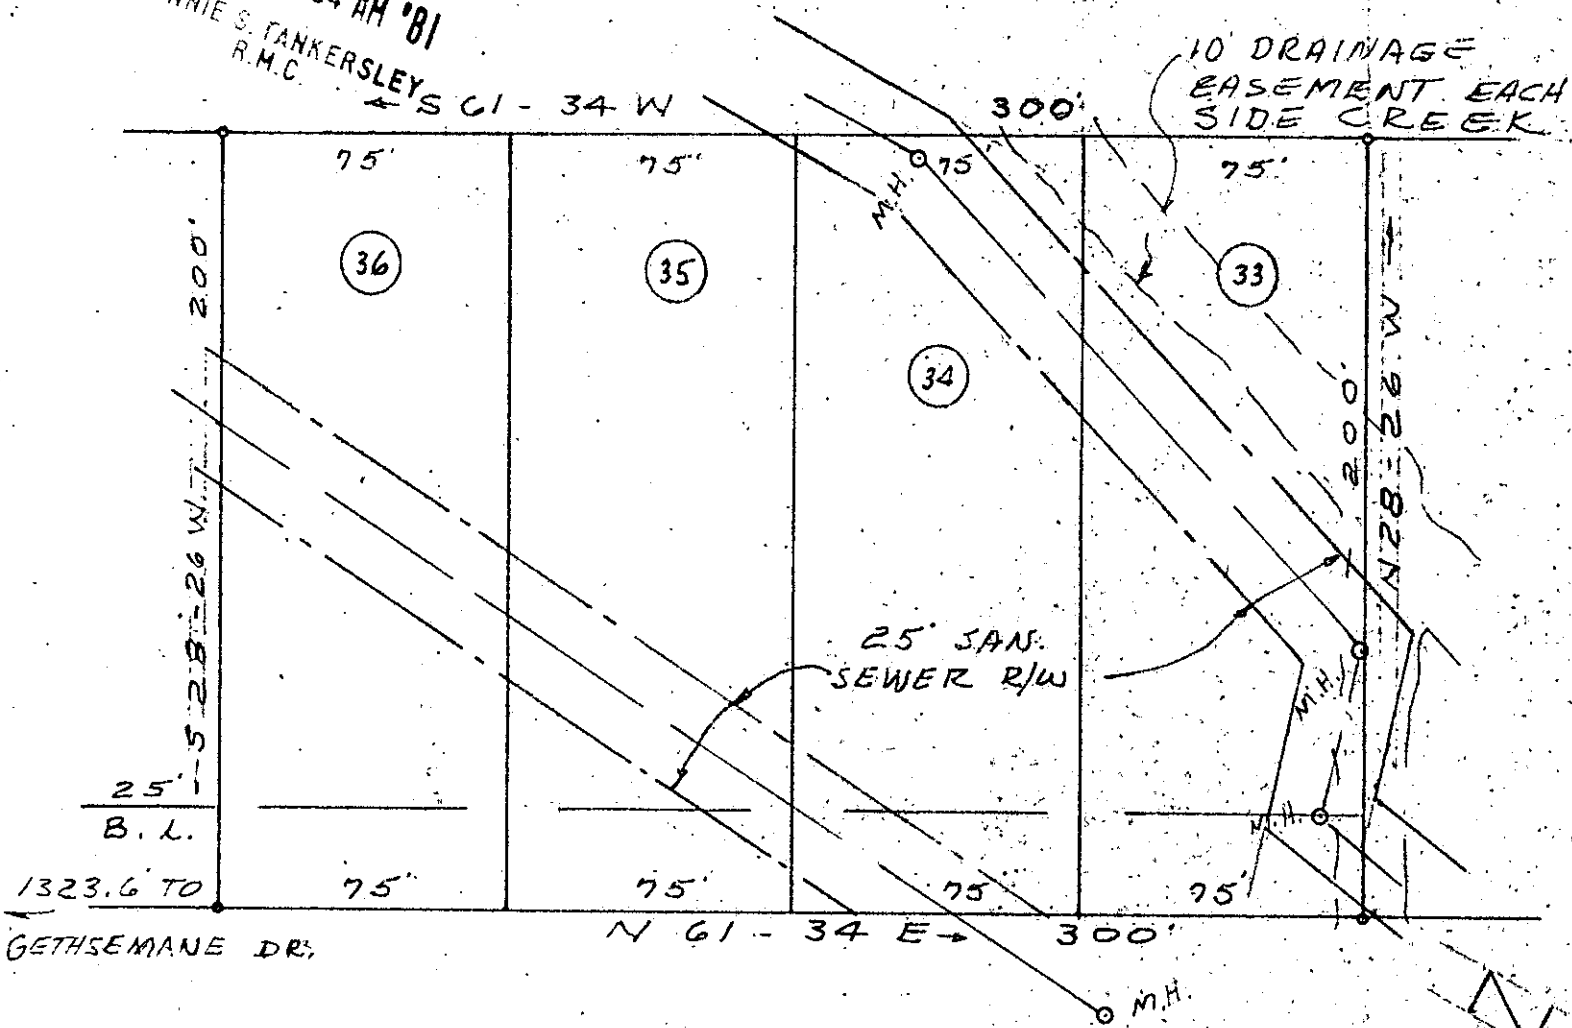 AM '81
NNIE S. TANKERSLEY
R.M.C.
← S 61 - 34 W
300'
10' DRAINAGE
EASEMENT EACH
SIDE CREEK
75'
75'
75
75'
M.H.
36
35
34
33
200'
S 28-26 W
200'
N28-26 W →
25' SAN.
SEWER R/W
M.H.
M.H.
25'
B.L.
1323.6' TO
GETHSEMANE DR.
75'
75'
75
75'
N 61 - 34 E →
300'
M.H.